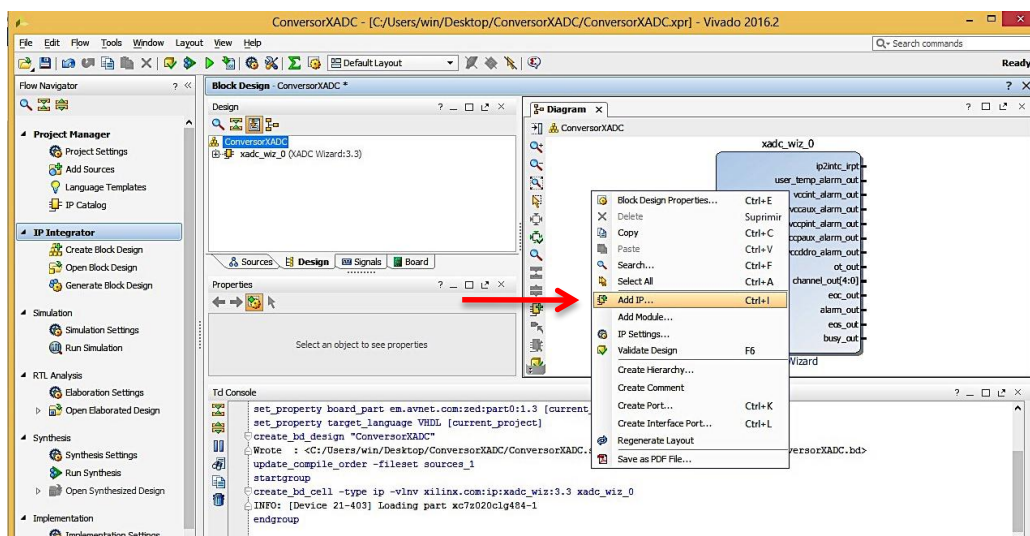 ConversorXADC - [C:/Users/win/Desktop/ConversorXADC/ConversorXADC.xpr] - Vivado 2016.2
File Edit Flow Tools Window Layout View Help
Search commands
Default Layout
Ready
Flow Navigator
Project Manager
Project Settings
Add Sources
Language Templates
IP Catalog
IP Integrator
Create Block Design
Open Block Design
Generate Block Design
Simulation
Simulation Settings
Run Simulation
RTL Analysis
Elaboration Settings
Open Elaborated Design
Synthesis
Synthesis Settings
Run Synthesis
Open Synthesized Design
Implementation
Implementation Settings
Block Design - ConversorXADC *
Design
ConversorXADC
xadc_wiz_0 (XADC Wizard:3.3)
Sources Design Signals Board
Properties
Select an object to see properties
Diagram
ConversorXADC
xadc_wiz_0
ip2intc_irpt
user_temp_alarm_out
vccint_alarm_out
vccaux_alarm_out
vccpint_alarm_out
vccpaux_alarm_out
vccddro_alarm_out
ot_out
channel_out[4:0]
eoc_out
alarm_out
eos_out
busy_out
Wizard
Block Design Properties... Ctrl+E
Delete Suprimir
Copy Ctrl+C
Paste Ctrl+V
Search... Ctrl+F
Select All Ctrl+A
Add IP... Ctrl+I
Add Module...
IP Settings...
Validate Design F6
Create Hierarchy...
Create Comment
Create Port... Ctrl+K
Create Interface Port... Ctrl+L
Regenerate Layout
Save as PDF File...
Tcl Console
set_property board_part em.avnet.com:zed:part0:1.3 [current_
set_property target_language VHDL [current_project]
create_bd_design "ConversorXADC"
Wrote : <C:/Users/win/Desktop/ConversorXADC/ConversorXADC.s versorXADC.bd>
update_compile_order -fileset sources_1
startgroup
create_bd_cell -type ip -vlnv xilinx.com:ip:xadc_wiz:3.3 xadc_wiz_0
INFO: [Device 21-403] Loading part xc7z020clg484-1
endgroup